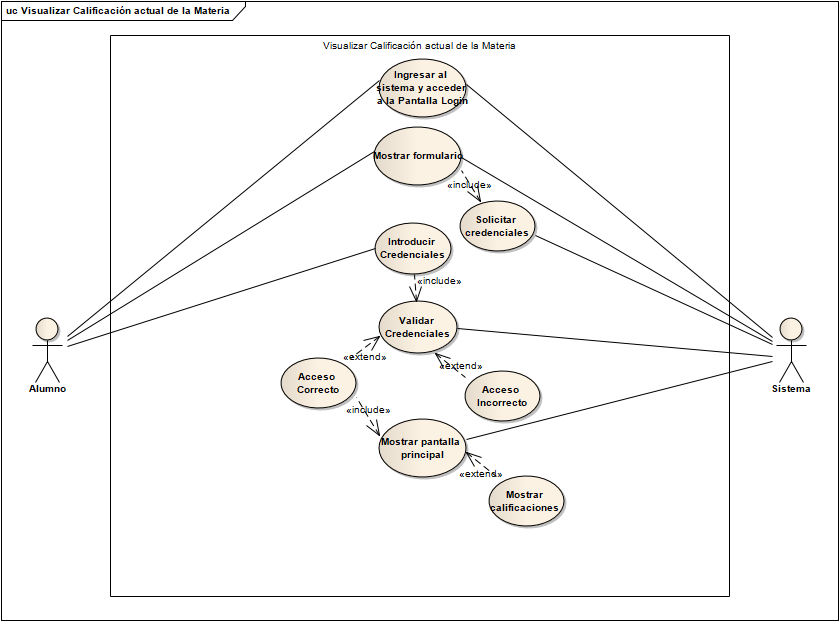 uc Visualizar Calificación actual de la Materia
Visualizar Calificación actual de la Materia
Ingresar al
sistema y acceder
a la Pantalla Login
Mostrar formulario
«include»
Solicitar
credenciales
Introducir
Credenciales
«include»
Validar
Credenciales
«extend»
«extend»
Acceso
Correcto
Acceso
Incorrecto
Alumno
Sistema
«include»
Mostrar pantalla
principal
«extend»
Mostrar
calificaciones